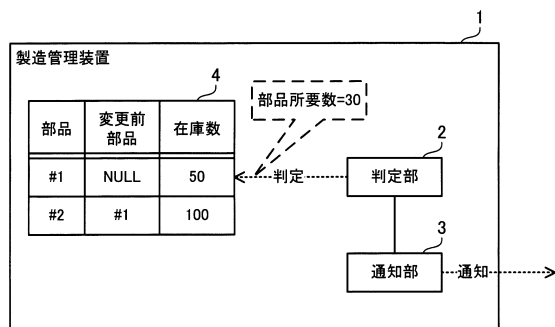 1
製造管理装置
4
部品所要数=30
部品 変更前部品 在庫数
#1 NULL 50
#2 #1 100
判定
2
判定部
3
通知部
通知